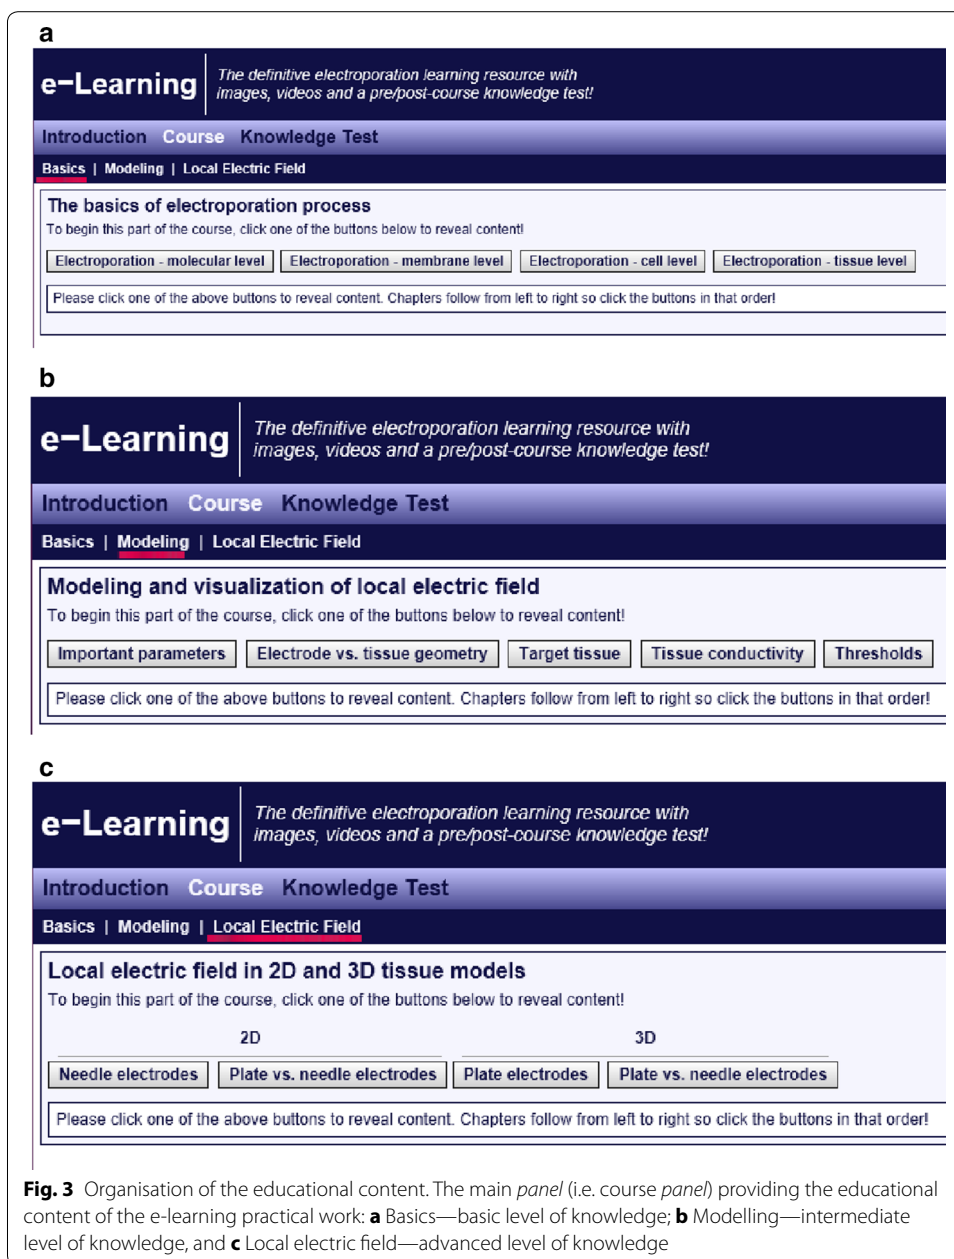 a
e-Learning
The definitive electroporation learning resource with
images, videos and a pre/post-course knowledge test!
Introduction Course Knowledge Test
Basics | Modeling | Local Electric Field
The basics of electroporation process
To begin this part of the course, click one of the buttons below to reveal content!
Electroporation - molecular level Electroporation - membrane level Electroporation - cell level Electroporation - tissue level
Please click one of the above buttons to reveal content. Chapters follow from left to right so click the buttons in that order!
b
e-Learning
The definitive electroporation learning resource with
images, videos and a pre/post-course knowledge test!
Introduction Course Knowledge Test
Basics | Modeling | Local Electric Field
Modeling and visualization of local electric field
To begin this part of the course, click one of the buttons below to reveal content!
Important parameters Electrode vs. tissue geometry Target tissue Tissue conductivity Thresholds
Please click one of the above buttons to reveal content. Chapters follow from left to right so click the buttons in that order!
c
e-Learning
The definitive electroporation learning resource with
images, videos and a pre/post-course knowledge test!
Introduction Course Knowledge Test
Basics | Modeling | Local Electric Field
Local electric field in 2D and 3D tissue models
To begin this part of the course, click one of the buttons below to reveal content!
2D 3D
Needle electrodes Plate vs. needle electrodes Plate electrodes Plate vs. needle electrodes
Please click one of the above buttons to reveal content. Chapters follow from left to right so click the buttons in that order!
Fig. 3 Organisation of the educational content. The main panel (i.e. course panel) providing the educational
content of the e-learning practical work: a Basics—basic level of knowledge; b Modelling—intermediate
level of knowledge, and c Local electric field—advanced level of knowledge